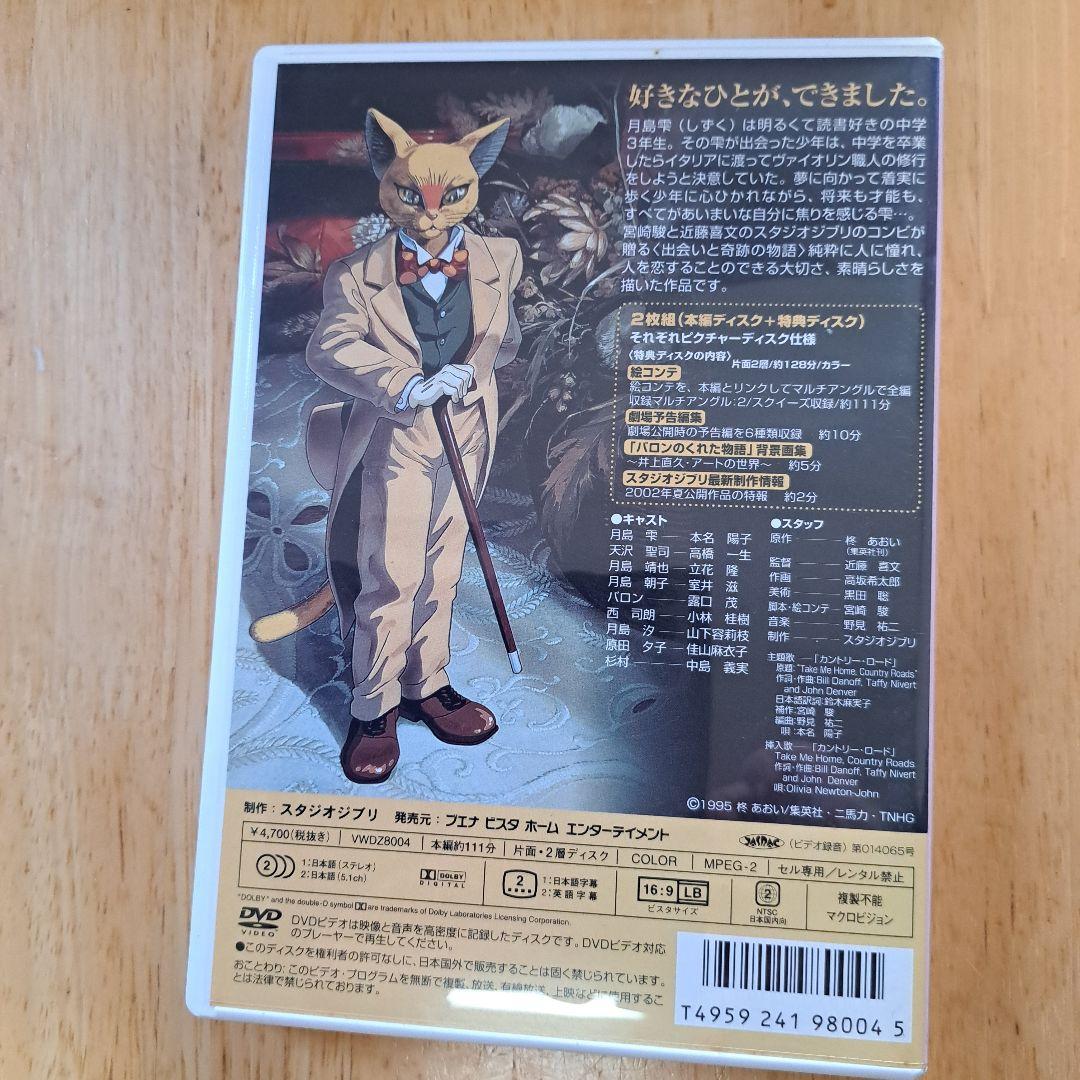 好きなひとが、できました。
月島雫（しずく）は明るくて読書好きの中学
3年生。その雫が出会った少年は、中学を卒業
したらイタリアに渡ってヴァイオリン職人の修行
をしようと決意していた。夢に向かって着実に
歩く少年に心ひかれながら、将来も才能も、
すべてがあいまいな自分に焦りを感じる雫…。
宮崎駿と近藤喜文のスタジオジブリのコンビが
贈る〈出会いと奇跡の物語〉純粋に人に憧れ、
人を恋することのできる大切さ、素晴らしさを
描いた作品です。
2枚組（本編ディスク＋特典ディスク）
それぞれピクチャーディスク仕様
〈特典ディスクの内容〉片面2層/約128分/カラー
絵コンテ
絵コンテを、本編とリンクしてマルチアングルで全編
収録マルチアングル：2/スクイーズ収録/約111分
劇場予告編集
劇場公開時の予告編を6種類収録　約10分
「バロンのくれた物語」背景画集
～井上直久・アートの世界～　約5分
スタジオジブリ最新制作情報
2002年夏公開作品の特報　約2分
●キャスト
月島　雫――本名　陽子
天沢　聖司――高橋　一生
月島　靖也――立花　隆
月島　朝子――室井　滋
バロン――露口　茂
西　司朗――小林　桂樹
月島　汐――山下容莉枝
原田　夕子――佳山麻衣子
杉村――中島　義実
●スタッフ
原作――柊　あおい
（集英社刊）
監督――近藤　喜文
作画――高坂希太郎
美術――黒田　聡
脚本・絵コンテ――宮崎　駿
音楽――野見　祐二
制作――スタジオジブリ
主題歌――「カントリー・ロード」
原題："Take Me Home, Country Roads"
作詞・作曲：Bill Danoff, Taffy Nivert
and John Denver
日本語訳詞：鈴木麻実子
補作：宮崎　駿
編曲：野見　祐二
唄：本名　陽子
挿入歌――「カントリー・ロード」
Take Me Home, Country Roads
作詞・作曲：Bill Danoff, Taffy Nivert
and John Denver
唄：Olivia Newton-John
©1995 柊 あおい/集英社・二馬力・TNHG
制作：スタジオジブリ　発売元：ブエナ ビスタ ホーム エンターテイメント
JASRAC （ビデオ録音）第014065号
￥4,700（税抜き） VWDZ8004 本編約111分 片面・2層ディスク COLOR MPEG-2 セル専用／レンタル禁止
2 1：日本語（ステレオ）
2：日本語（5.1ch）
DOLBY DIGITAL
2 1：日本語字幕
2：英語字幕
16:9 LB
ビスタサイズ
2 NTSC
日本国内向
複製不能
マクロビジョン
"DOLBY" and the double-D symbol DD are trademarks of Dolby Laboratories Licensing Corporation.
DVD VIDEO
DVDビデオは映像と音声を高密度に記録したディスクです。DVDビデオ対応
のプレーヤーで再生してください。
●このディスクを権利者の許可なしに、日本国外で販売することは固く禁じられています。
おことわり：このビデオ・プログラムを無断で複製、放送、有線放送、上映などに使用するこ
とは法律で禁じられております。
T4959 241 98004 5